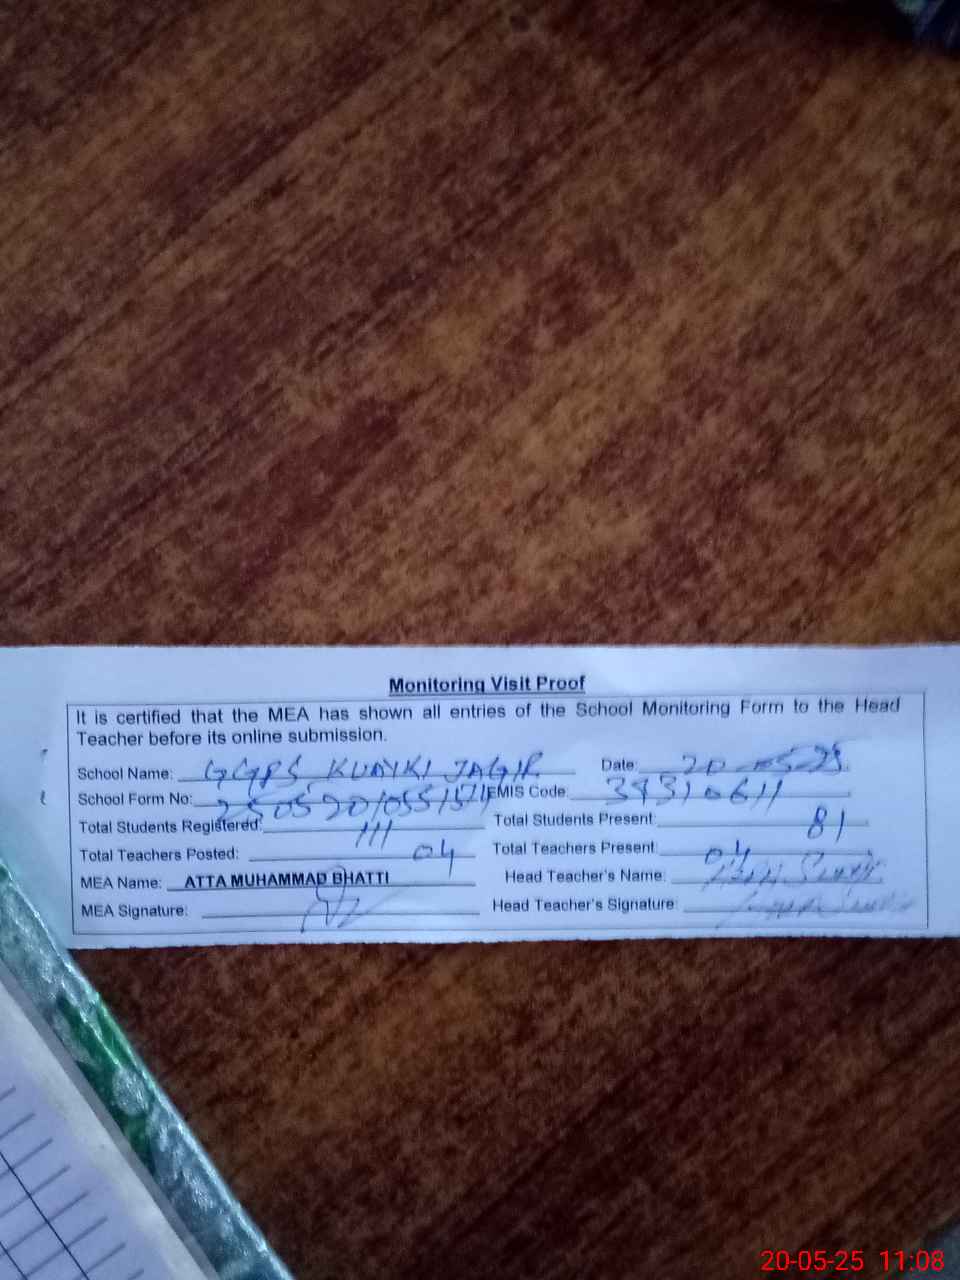 Monitoring Visit Proof
It is certified that the MEA has shown all entries of the School Monitoring Form to the Head
Teacher before its online submission.
School Name: GGPS KUAYKI JAGIR Date: 20-05-25
School Form No: EMIS Code:
Total Students Registered: 111 Total Students Present: 81
Total Teachers Posted: 04 Total Teachers Present: 04
MEA Name: ATTA MUHAMMAD BHATTI Head Teacher's Name:
MEA Signature: Head Teacher's Signature:
20-05-25 11:08